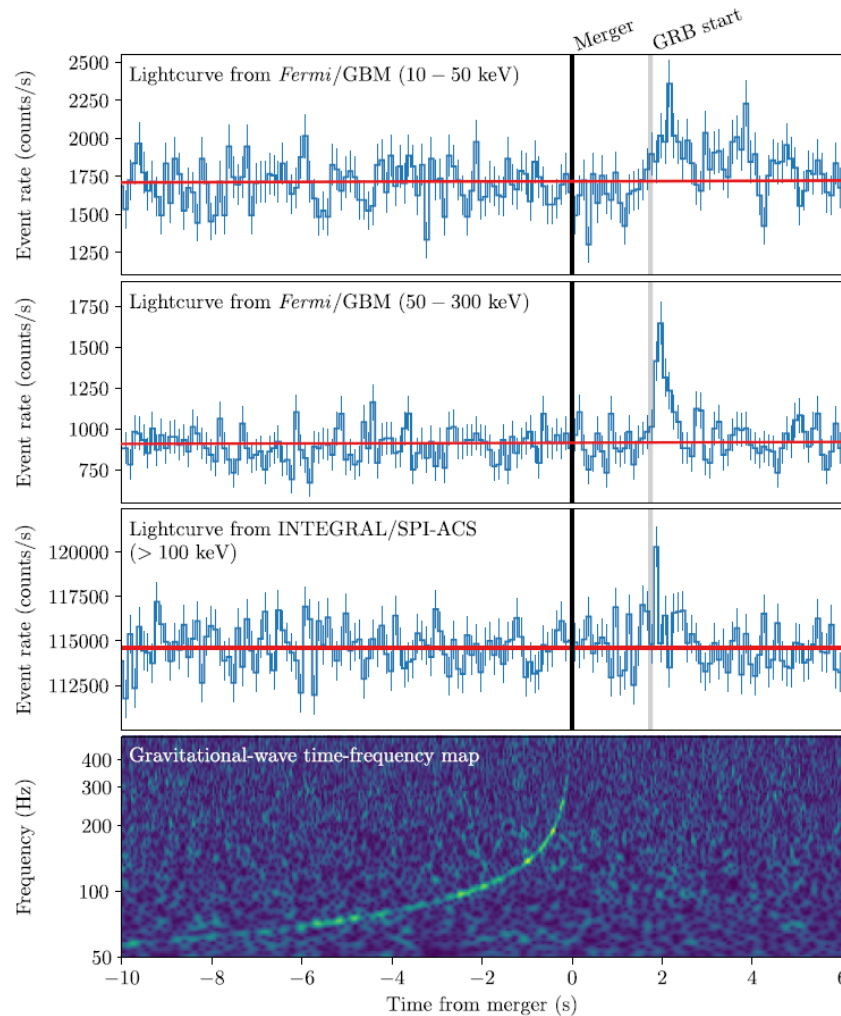 Merger
GRB start
Lightcurve from Fermi/GBM (10 − 50 keV)
Event rate (counts/s)
2500
2250
2000
1750
1500
1250
Lightcurve from Fermi/GBM (50 − 300 keV)
Event rate (counts/s)
1750
1500
1250
1000
750
Lightcurve from INTEGRAL/SPI-ACS
(> 100 keV)
Event rate (counts/s)
120000
117500
115000
112500
Gravitational-wave time-frequency map
Frequency (Hz)
400
300
200
100
50
−10 −8 −6 −4 −2 0 2 4 6
Time from merger (s)